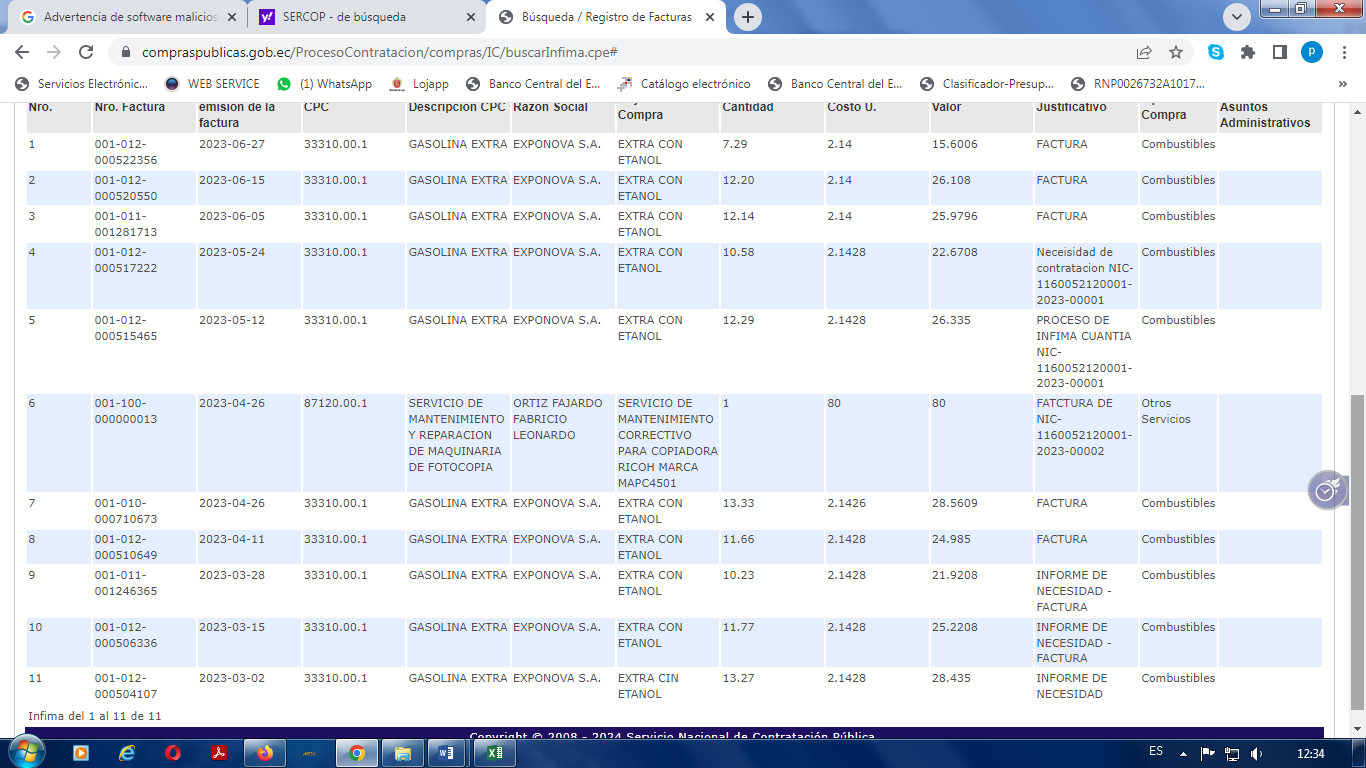 Advertencia de software malicios
SERCOP - de búsqueda
Búsqueda / Registro de Facturas
compraspublicas.gob.ec/ProcesoContratacion/compras/IC/buscarInfima.cpe#
P
Servicios Electrónic...
WEB SERVICE
(1) WhatsApp
Lojapp
Banco Central del E...
Catálogo electrónico
Banco Central del E...
Clasificador-Presup...
RNP0026732A1017...
»
Nro.
Nro. Factura
emisión de la
factura
CPC
Descripción CPC
Razón Social
Compra
Cantidad
Costo U.
Valor
Justificativo
Compra
Asuntos
Administrativos
1
001-012-
000522356
2023-06-27
33310.00.1
GASOLINA EXTRA
EXPONOVA S.A.
EXTRA CON
ETANOL
7.29
2.14
15.6006
FACTURA
Combustibles
2
001-012-
000520550
2023-06-15
33310.00.1
GASOLINA EXTRA
EXPONOVA S.A.
EXTRA CON
ETANOL
12.20
2.14
26.108
FACTURA
Combustibles
3
001-011-
001281713
2023-06-05
33310.00.1
GASOLINA EXTRA
EXPONOVA S.A.
EXTRA CON
ETANOL
12.14
2.14
25.9796
FACTURA
Combustibles
4
001-012-
000517222
2023-05-24
33310.00.1
GASOLINA EXTRA
EXPONOVA S.A.
EXTRA CON
ETANOL
10.58
2.1428
22.6708
Neceisidad de
contratacion NIC-
1160052120001-
2023-00001
Combustibles
5
001-012-
000515465
2023-05-12
33310.00.1
GASOLINA EXTRA
EXPONOVA S.A.
EXTRA CON
ETANOL
12.29
2.1428
26.335
PROCESO DE
INFIMA CUANTIA
NIC-
1160052120001-
2023-00001
Combustibles
6
001-100-
000000013
2023-04-26
87120.00.1
SERVICIO DE
MANTENIMIENTO
Y REPARACION
DE MAQUINARIA
DE FOTOCOPIA
ORTIZ FAJARDO
FABRICIO
LEONARDO
SERVICIO DE
MANTENIMIENTO
CORRECTIVO
PARA COPIADORA
RICOH MARCA
MAPC4501
1
80
80
FATCTURA DE
NIC-
1160052120001-
2023-00002
Otros
Servicios
7
001-010-
000710673
2023-04-26
33310.00.1
GASOLINA EXTRA
EXPONOVA S.A.
EXTRA CON
ETANOL
13.33
2.1426
28.5609
FACTURA
Combustibles
8
001-012-
000510649
2023-04-11
33310.00.1
GASOLINA EXTRA
EXPONOVA S.A.
EXTRA CON
ETANOL
11.66
2.1428
24.985
FACTURA
Combustibles
9
001-011-
001246365
2023-03-28
33310.00.1
GASOLINA EXTRA
EXPONOVA S.A.
EXTRA CON
ETANOL
10.23
2.1428
21.9208
INFORME DE
NECESIDAD -
FACTURA
Combustibles
10
001-012-
000506336
2023-03-15
33310.00.1
GASOLINA EXTRA
EXPONOVA S.A.
EXTRA CON
ETANOL
11.77
2.1428
25.2208
INFORME DE
NECESIDAD -
FACTURA
Combustibles
11
001-012-
000504107
2023-03-02
33310.00.1
GASOLINA EXTRA
EXPONOVA S.A.
EXTRA CIN
ETANOL
13.27
2.1428
28.435
INFORME DE
NECESIDAD
Combustibles
Infima del 1 al 11 de 11
Copyright © 2008 - 2024 Servicio Nacional de Contratación Pública
ES
12:34